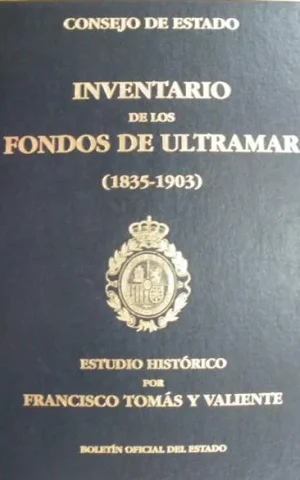 CONSEJO DE ESTADO
INVENTARIO
DE LOS
FONDOS DE ULTRAMAR
(1835-1903)
ESTUDIO HISTÓRICO
POR
FRANCISCO TOMÁS Y VALIENTE
BOLETÍN OFICIAL DEL ESTADO